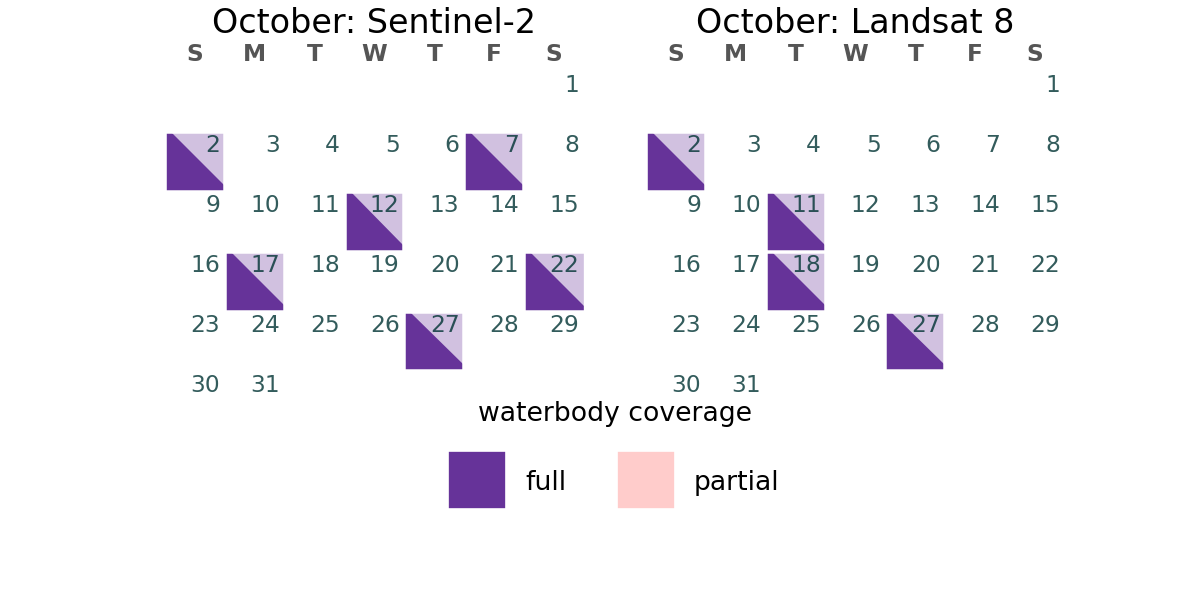 October: Sentinel-2
S M T W T F S
1
2 3 4 5 6 7 8
9 10 11 12 13 14 15
16 17 18 19 20 21 22
23 24 25 26 27 28 29
30 31
October: Landsat 8
S M T W T F S
1
2 3 4 5 6 7 8
9 10 11 12 13 14 15
16 17 18 19 20 21 22
23 24 25 26 27 28 29
30 31
waterbody coverage
full partial